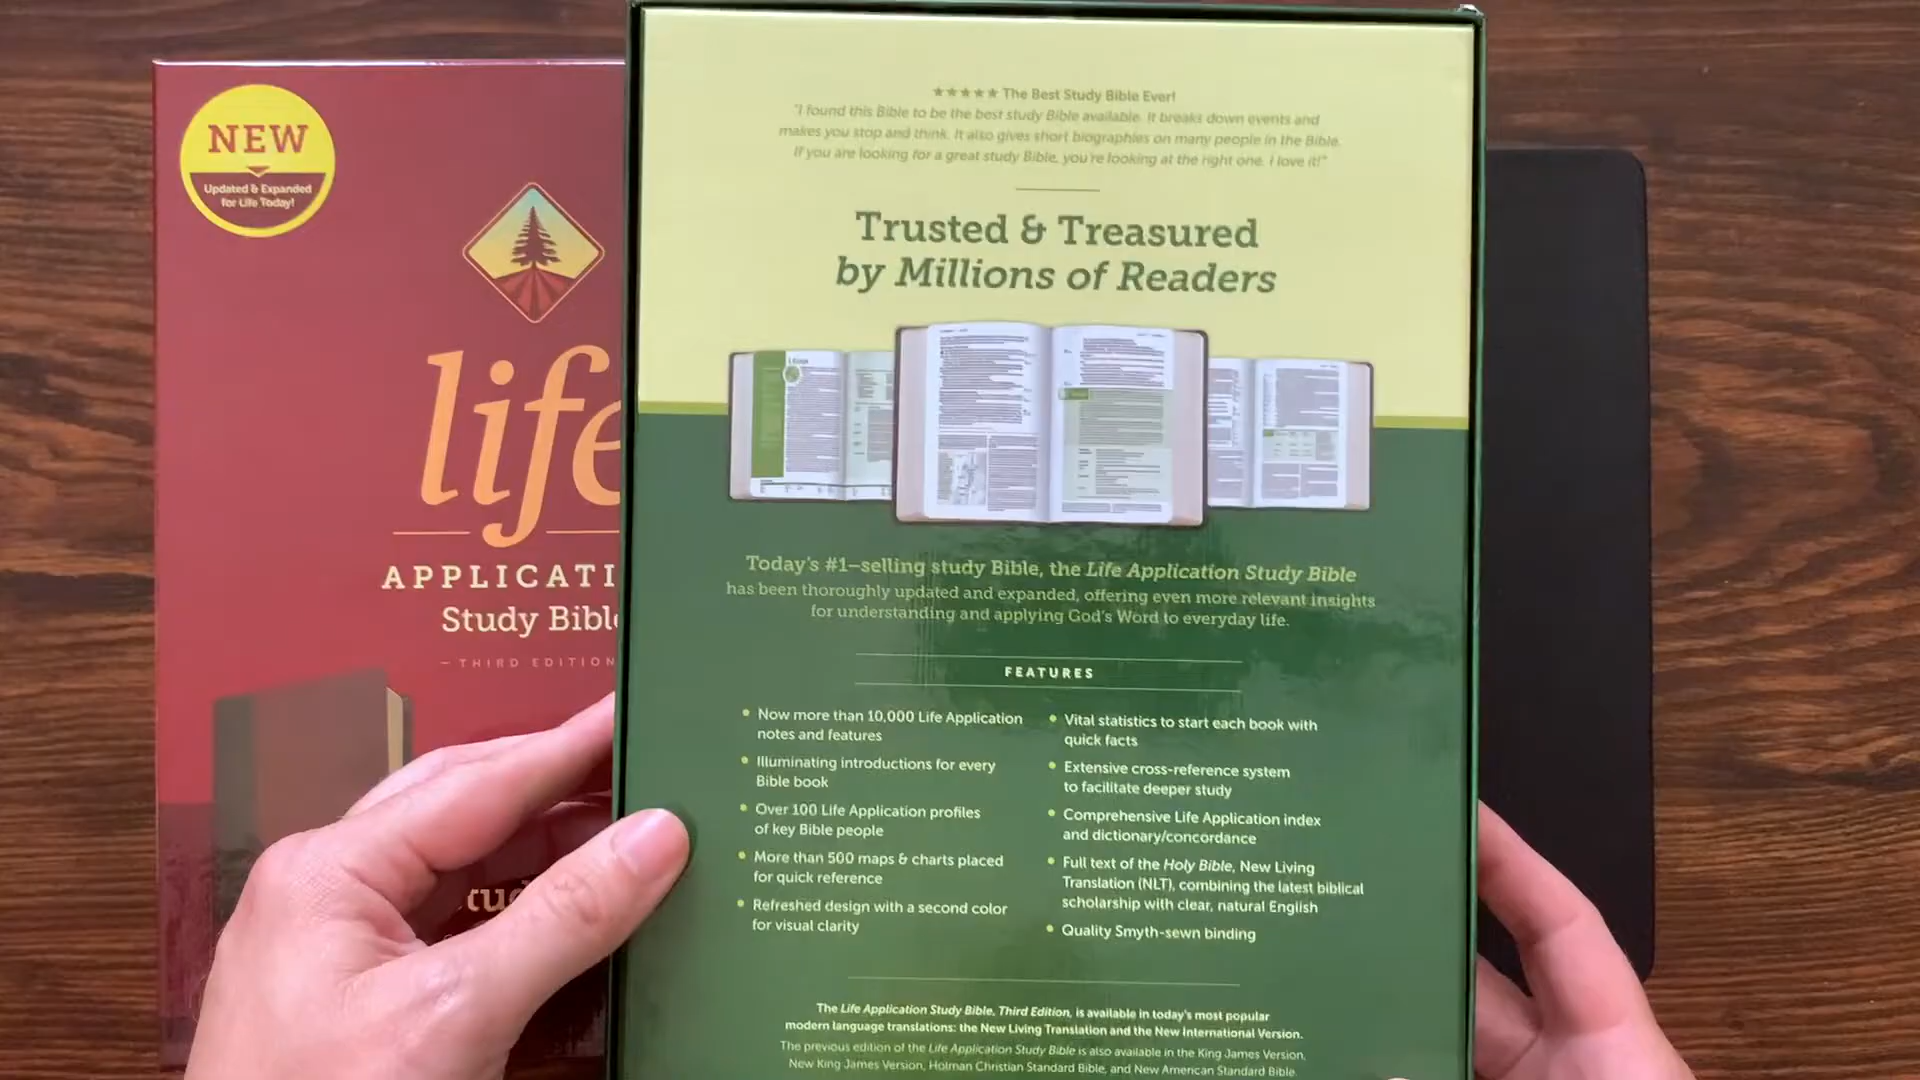 NEW
Updated & Expanded
for Life Today!
life
APPLICATI
Study Bible
THIRD EDITION
★★★★★ The Best Study Bible Ever!
"I found this Bible to be the best study Bible available. It breaks down events and
makes you stop and think. It also gives short biographies on many people in the Bible.
If you are looking for a great study Bible, you're looking at the right one. I love it!"
Trusted & Treasured
by Millions of Readers
Today's #1–selling study Bible, the Life Application Study Bible
has been thoroughly updated and expanded, offering even more relevant insights
for understanding and applying God's Word to everyday life.
FEATURES
• Now more than 10,000 Life Application
notes and features
• Illuminating introductions for every
Bible book
• Over 100 Life Application profiles
of key Bible people
• More than 500 maps & charts placed
for quick reference
• Refreshed design with a second color
for visual clarity
• Vital statistics to start each book with
quick facts
• Extensive cross-reference system
to facilitate deeper study
• Comprehensive Life Application index
and dictionary/concordance
• Full text of the Holy Bible, New Living
Translation (NLT), combining the latest biblical
scholarship with clear, natural English
• Quality Smyth-sewn binding
The Life Application Study Bible, Third Edition, is available in today's most popular
modern language translations: the New Living Translation and the New International Version.
The previous edition of the Life Application Study Bible is also available in the King James Version,
New King James Version, Holman Christian Standard Bible, and New American Standard Bible.